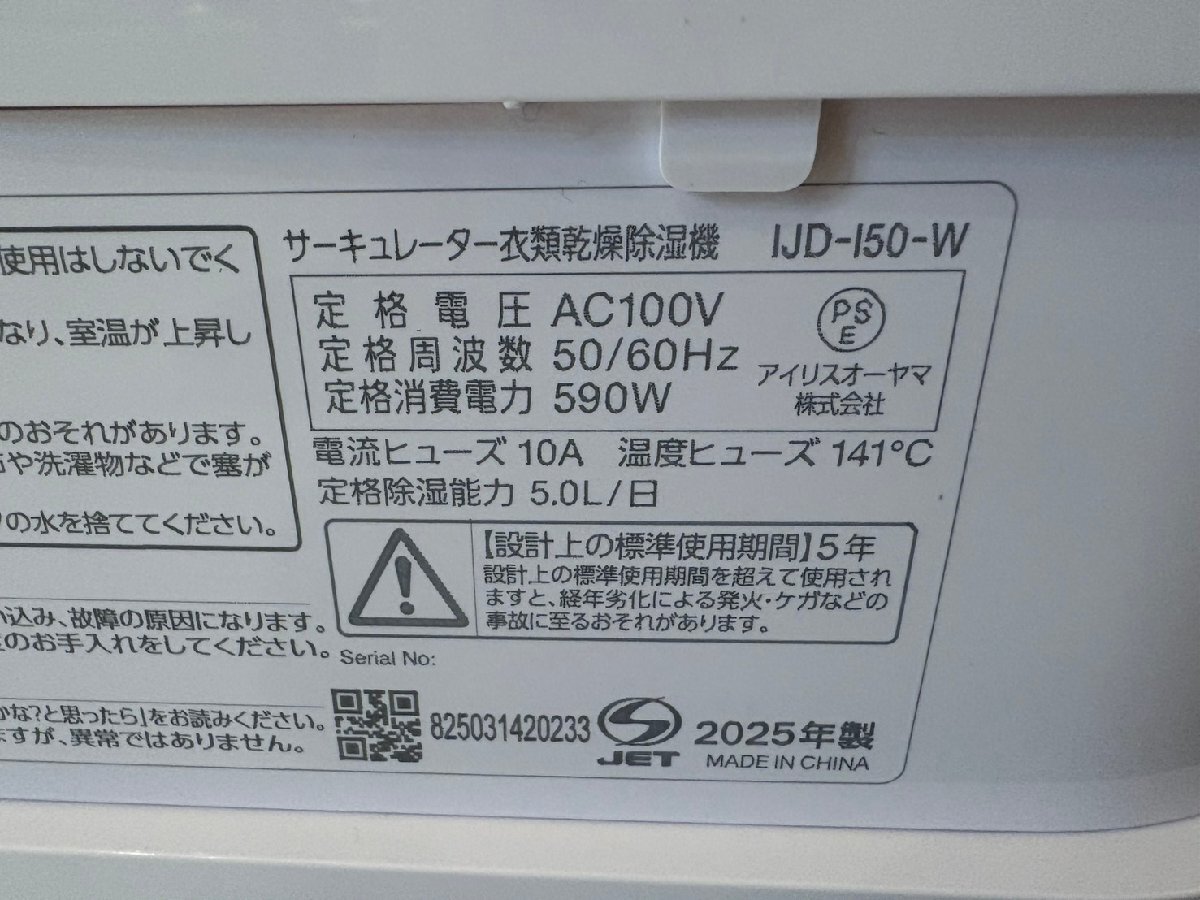 使用はしないでく
なり、室温が上昇し
のおそれがあります。
や洗濯物などで塞が
の水を捨ててください。
込み、故障の原因になります。
のお手入れをしてください。
かな?と思ったら」をお読みください。
ますが、異常ではありません。
サーキュレーター衣類乾燥除湿機 IJD-I50-W
定格電圧 AC100V
定格周波数 50/60Hz
定格消費電力 590W
PSE
アイリスオーヤマ
株式会社
電流ヒューズ 10A 温度ヒューズ 141℃
定格除湿能力 5.0L/日
【設計上の標準使用期間】5年
設計上の標準使用期間を超えて使用され
ますと、経年劣化による発火・ケガなどの
事故に至るおそれがあります。
Serial No:
825031420233
JET
2025年製
MADE IN CHINA